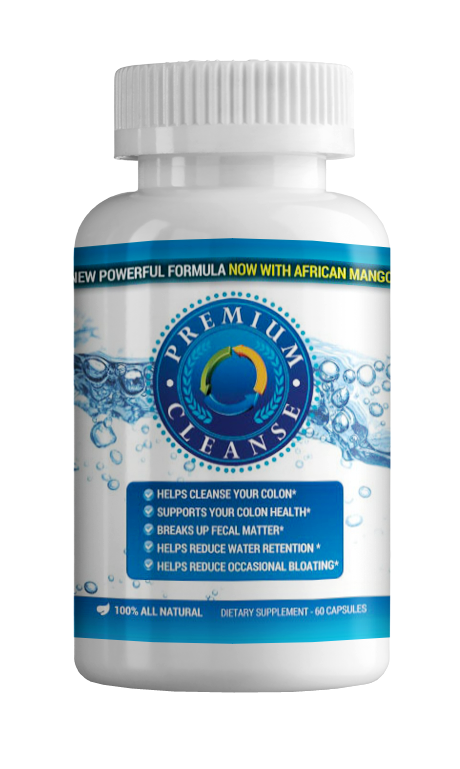 NEW POWERFUL FORMULA NOW WITH AFRICAN MANGO
PREMIUM
CLEANSE
HELPS CLEANSE YOUR COLON*
SUPPORTS YOUR COLON HEALTH*
BREAKS UP FECAL MATTER*
HELPS REDUCE WATER RETENTION *
HELPS REDUCE OCCASIONAL BLOATING*
100% ALL NATURAL DIETARY SUPPLEMENT - 60 CAPSULES